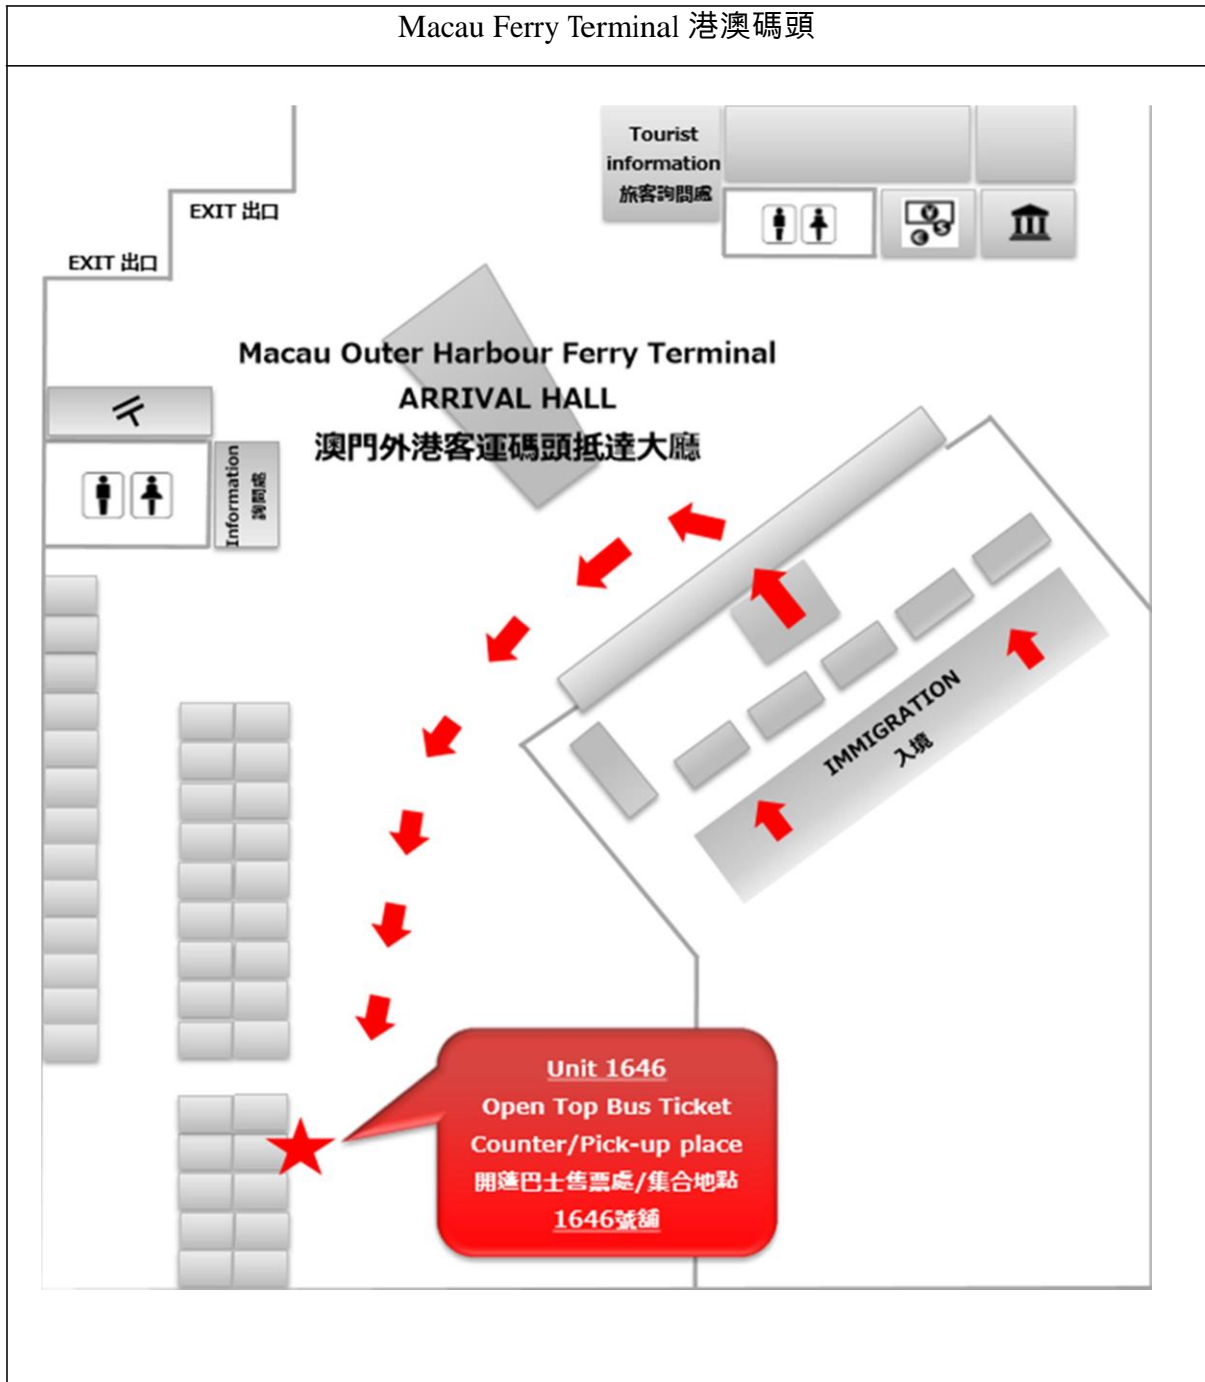 Macau Ferry Terminal 港澳碼頭
Tourist
information
旅客詢問處
EXIT 出口
EXIT 出口
Macau Outer Harbour Ferry Terminal
ARRIVAL HALL
澳門外港客運碼頭抵達大廳
Information
詢問處
IMMIGRATION
入境
Unit 1646
Open Top Bus Ticket
Counter/Pick-up place
開篷巴士售票處/集合地點
1646號舖